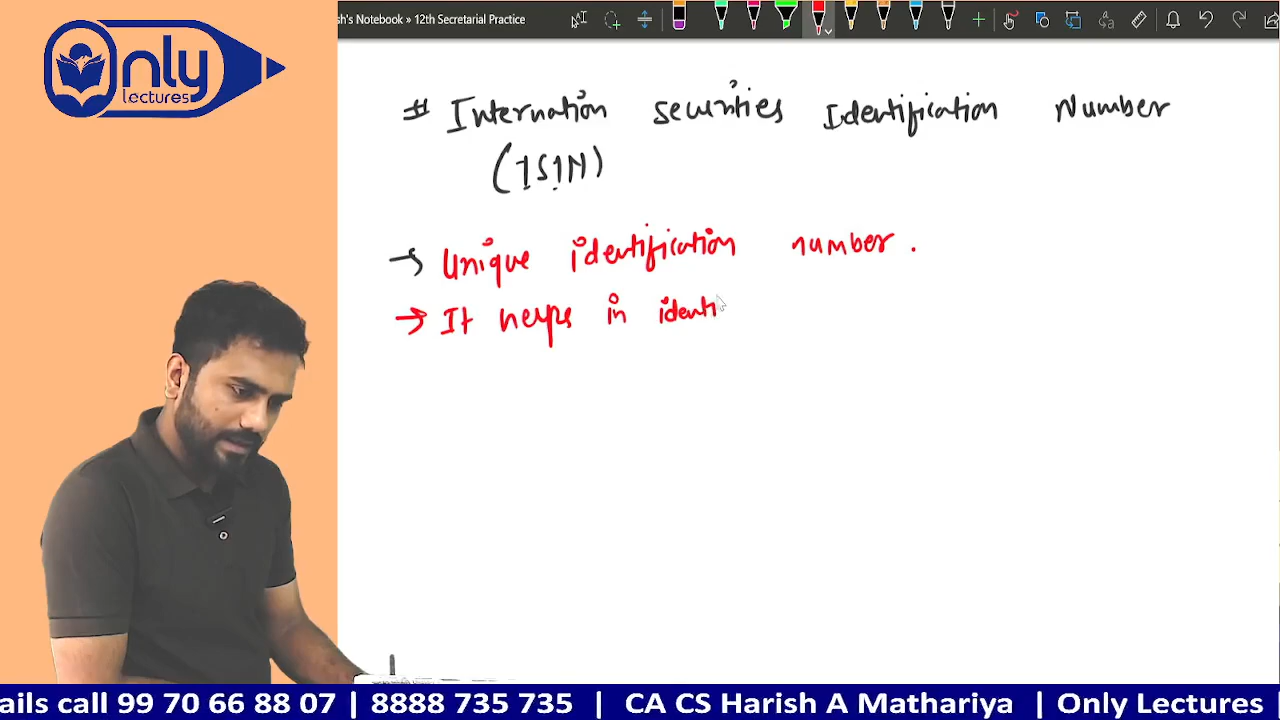 sh's Notebook » 12th Secretarial Practice
Only
lectures
# Internation securities Identification Number
(ISIN)
→ Unique identification number.
→ It helps in identi
ails call 99 70 66 88 07 | 8888 735 735 | CA CS Harish A Mathariya | Only Lectures